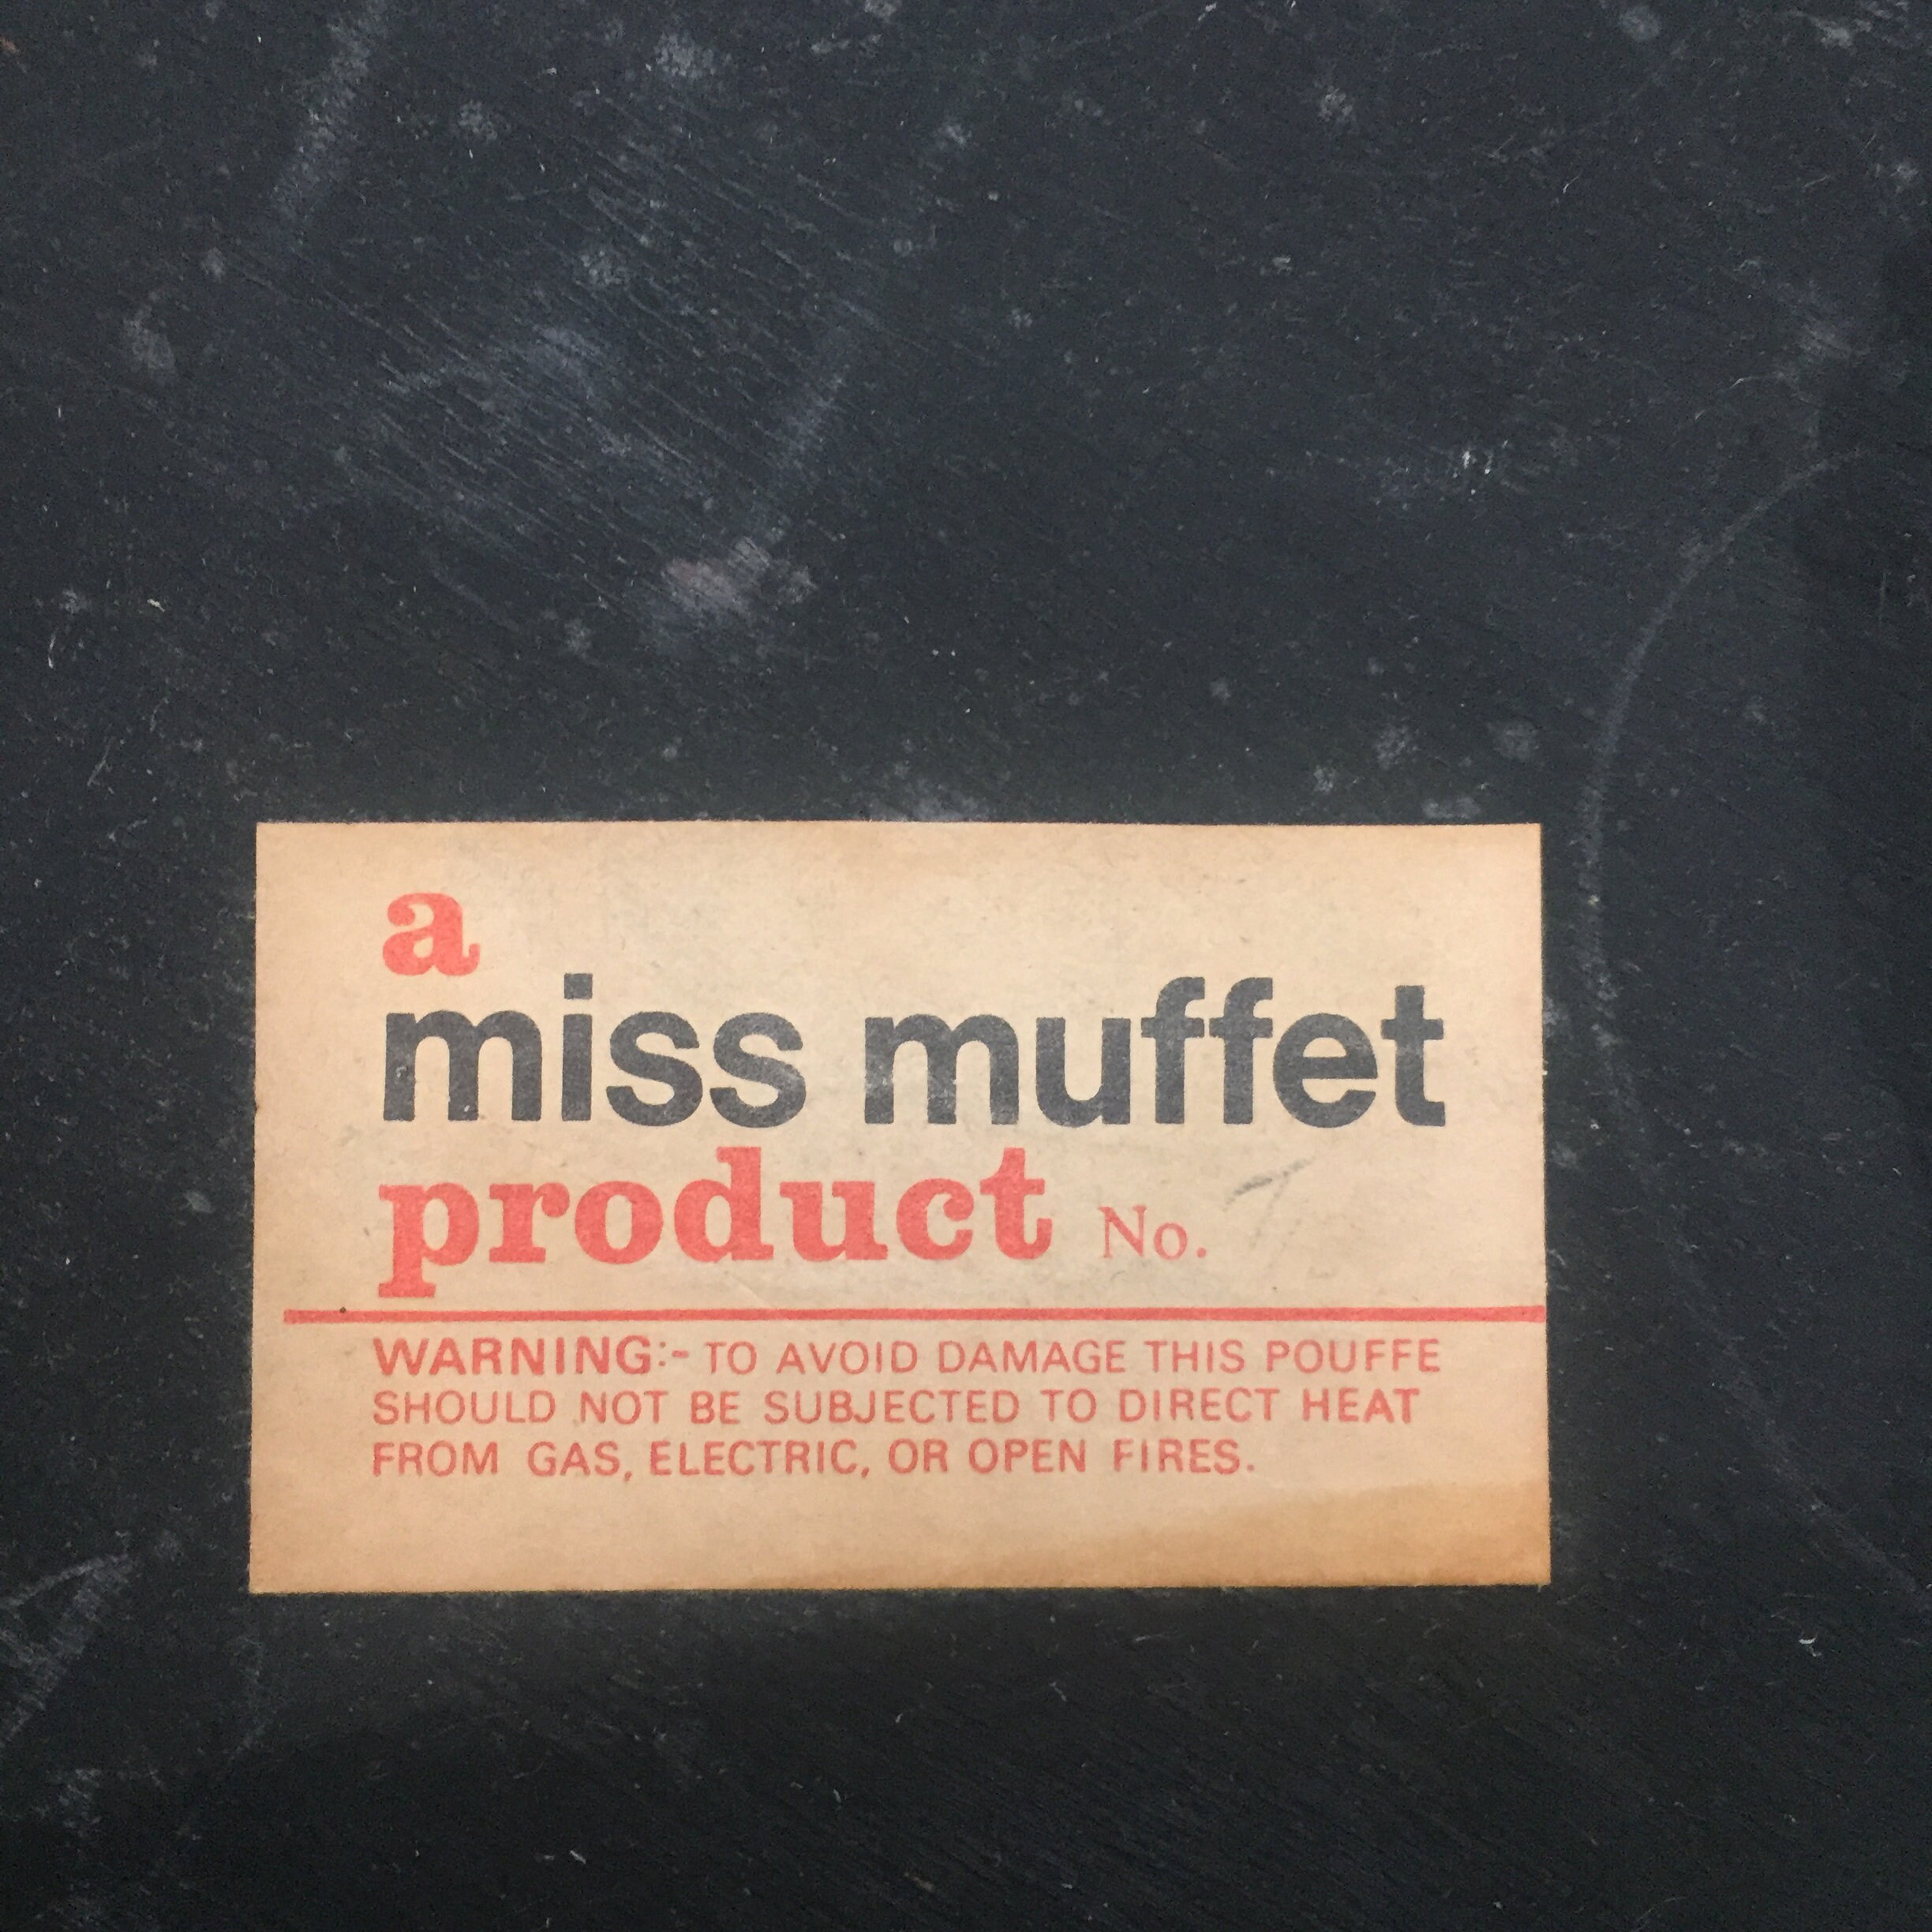 a
miss muffet
product No.
WARNING:- TO AVOID DAMAGE THIS POUFFE
SHOULD NOT BE SUBJECTED TO DIRECT HEAT
FROM GAS, ELECTRIC, OR OPEN FIRES.